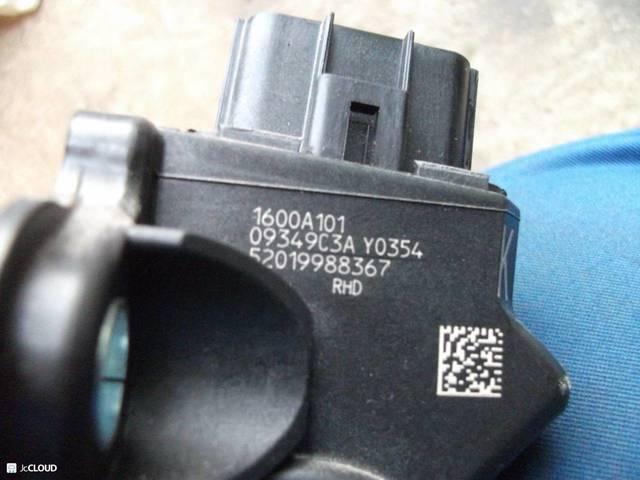 1600A101
09349C3A Y0354
52019988367
RHD
K
JcCLOUD